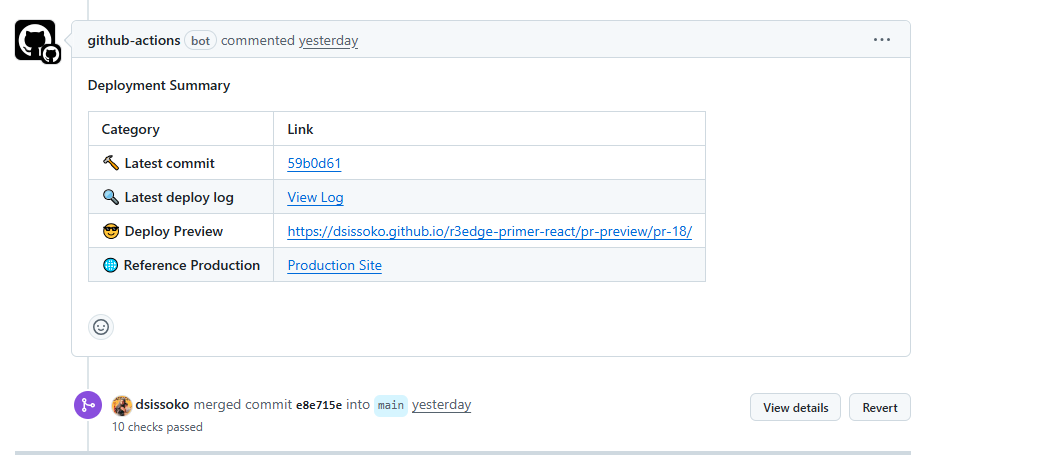 github-actions bot commented yesterday
Deployment Summary
Category Link
🔨 Latest commit 59b0d61
🔍 Latest deploy log View Log
😎 Deploy Preview https://dsissoko.github.io/r3edge-primer-react/pr-preview/pr-18/
🌐 Reference Production Production Site
dsissoko merged commit e8e715e into main yesterday View details Revert
10 checks passed